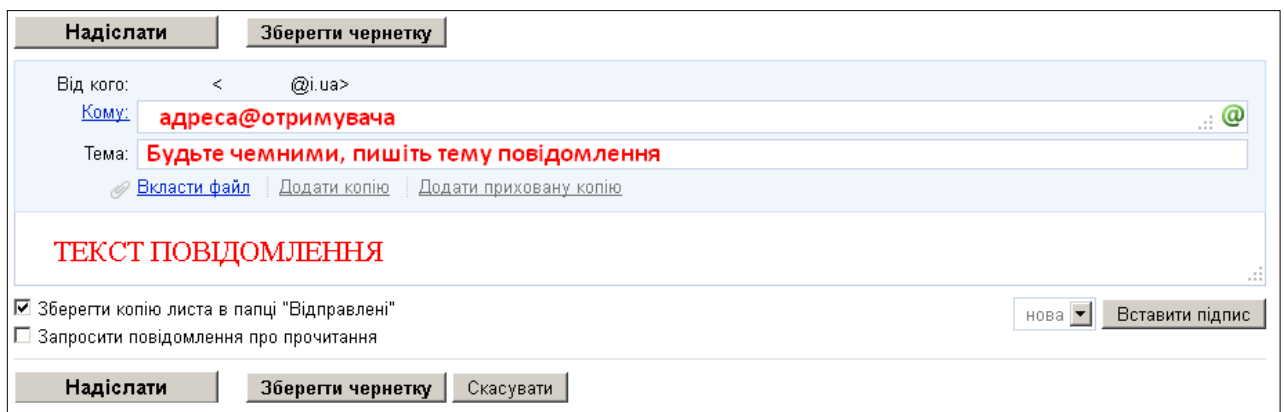 Надіслати Зберегти чернетку
Від кого: < @i.ua>
Кому: адреса@отримувача @
Тема: Будьте чемними, пишіть тему повідомлення
Вкласти файл Додати копію Додати приховану копію
ТЕКСТ ПОВІДОМЛЕННЯ
Зберегти копію листа в папці "Відправлені"
нова Вставити підпис
Запросити повідомлення про прочитання
Надіслати Зберегти чернетку Скасувати